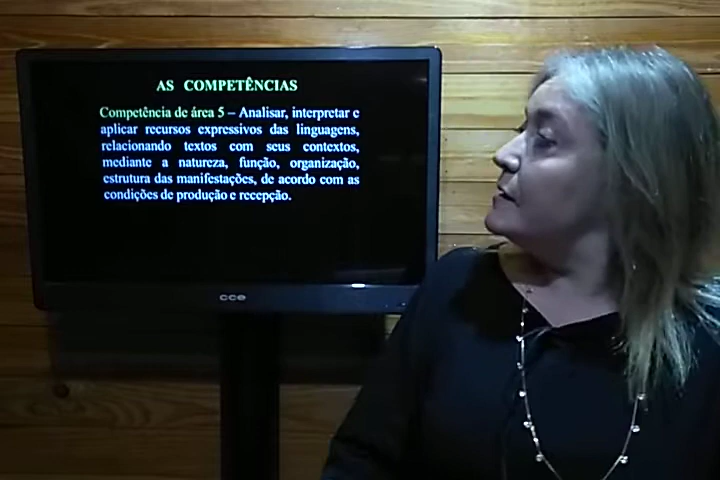 AS COMPETÊNCIAS
Competência de área 5 – Analisar, interpretar e
aplicar recursos expressivos das linguagens,
relacionando textos com seus contextos,
mediante a natureza, função, organização,
estrutura das manifestações, de acordo com as
condições de produção e recepção.
cce